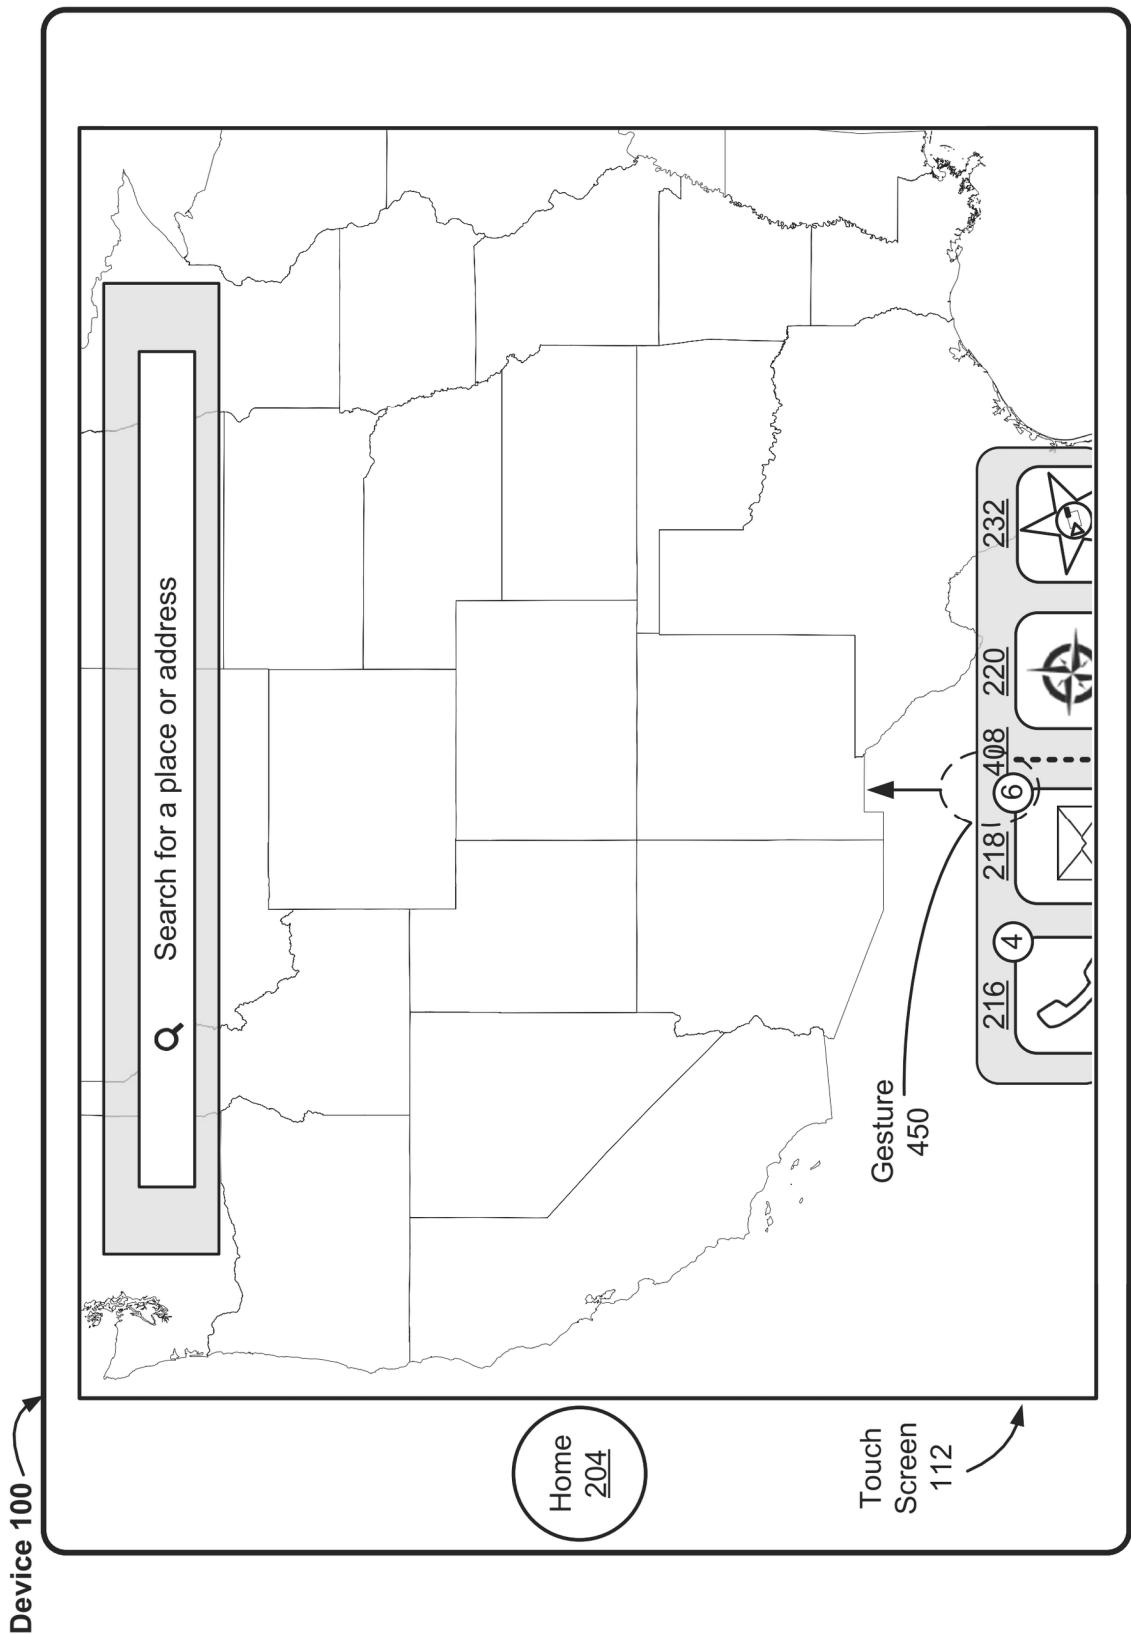 Device 100
Search for a place or address
Home
204
Touch
Screen
112
Gesture
450
216
218
408
220
232
4
6